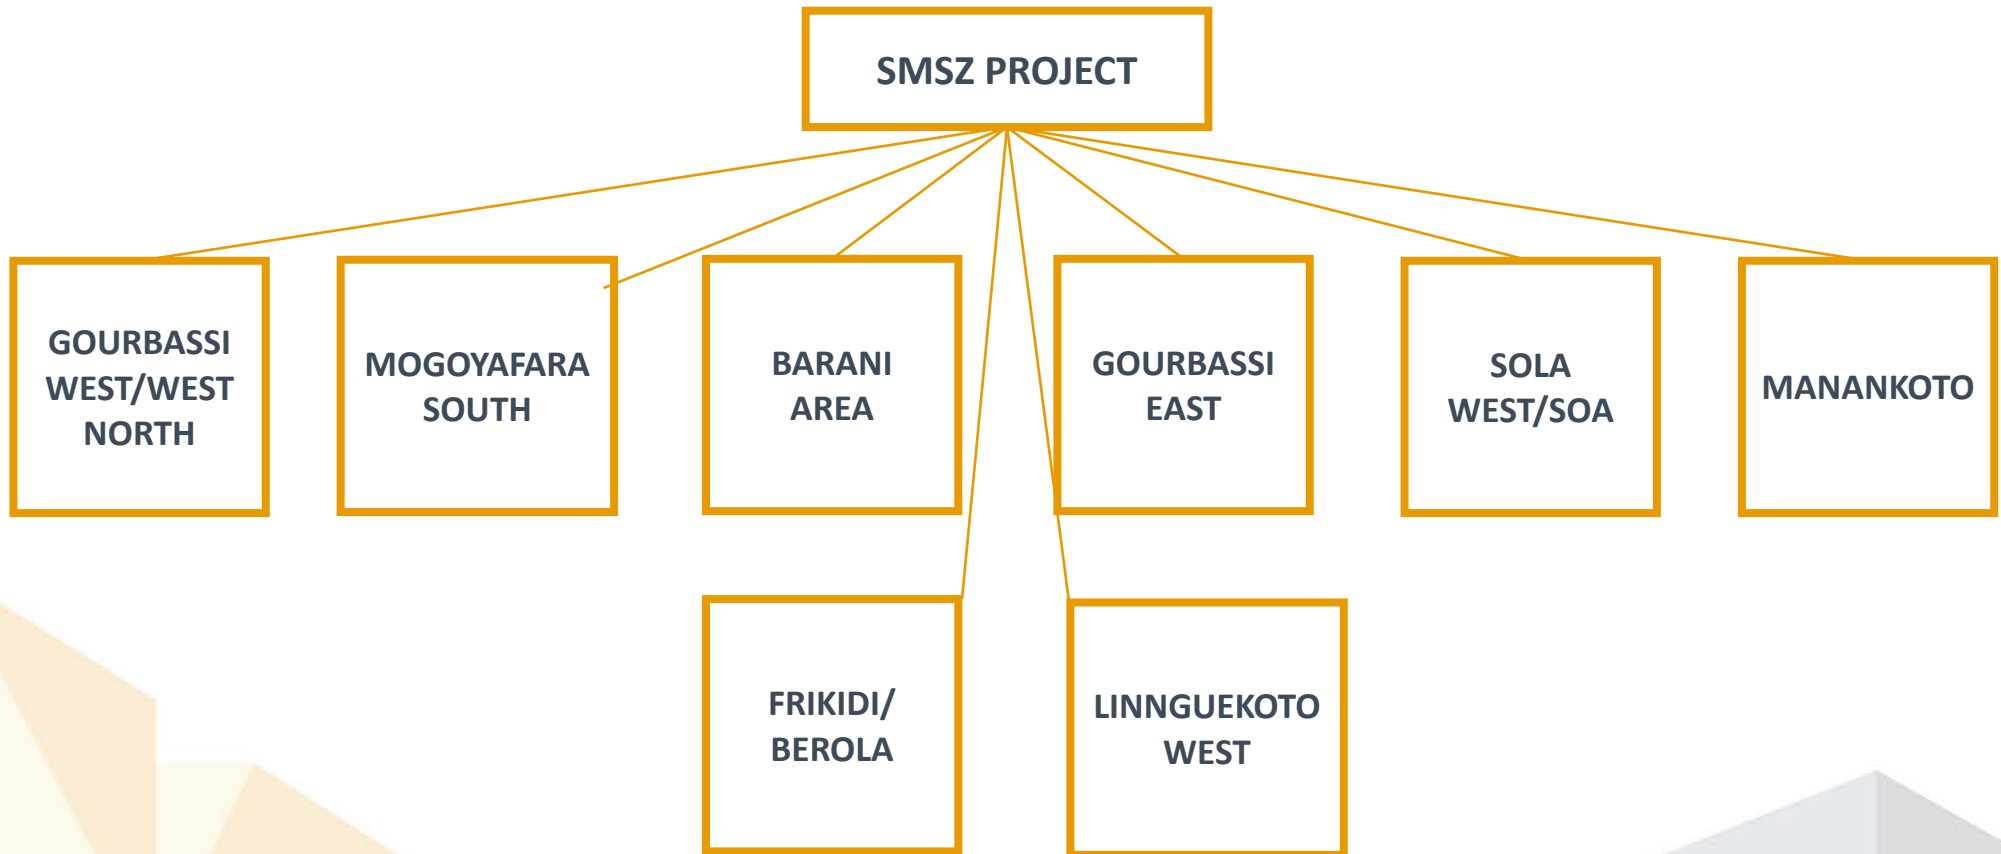 SMSZ PROJECT
GOURBASSI
WEST/WEST
NORTH
MOGOYAFARA
SOUTH
BARANI
AREA
GOURBASSI
EAST
SOLA
WEST/SOA
MANANKOTO
FRIKIDI/
BEROLA
LINNGUEKOTO
WEST